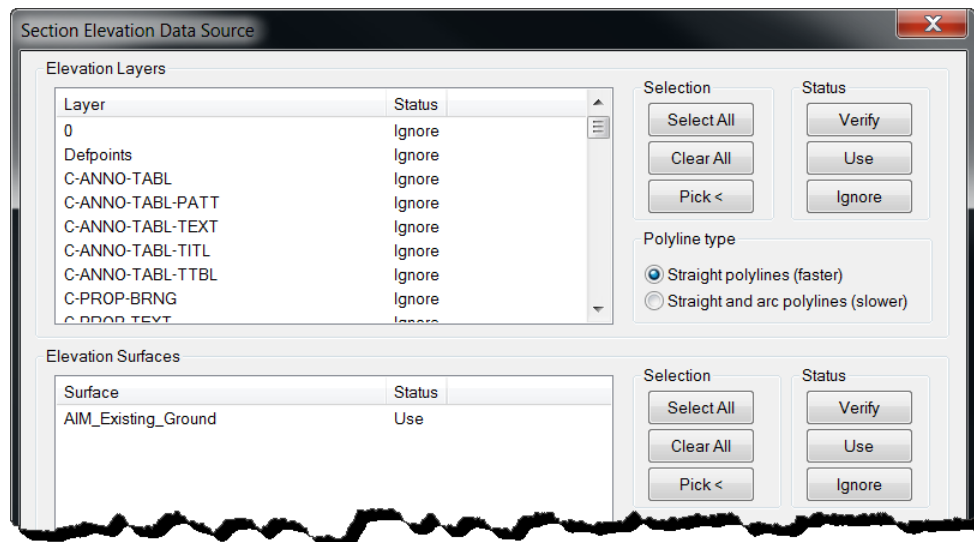 Section Elevation Data Source
Elevation Layers
Layer Status
0 Ignore
Defpoints Ignore
C-ANNO-TABL Ignore
C-ANNO-TABL-PATT Ignore
C-ANNO-TABL-TEXT Ignore
C-ANNO-TABL-TITL Ignore
C-ANNO-TABL-TTBL Ignore
C-PROP-BRNG Ignore
C-PROP-TEXT Ignore
Selection
Select All
Clear All
Pick <
Status
Verify
Use
Ignore
Polyline type
Straight polylines (faster)
Straight and arc polylines (slower)
Elevation Surfaces
Surface Status
AIM_Existing_Ground Use
Selection
Select All
Clear All
Pick <
Status
Verify
Use
Ignore